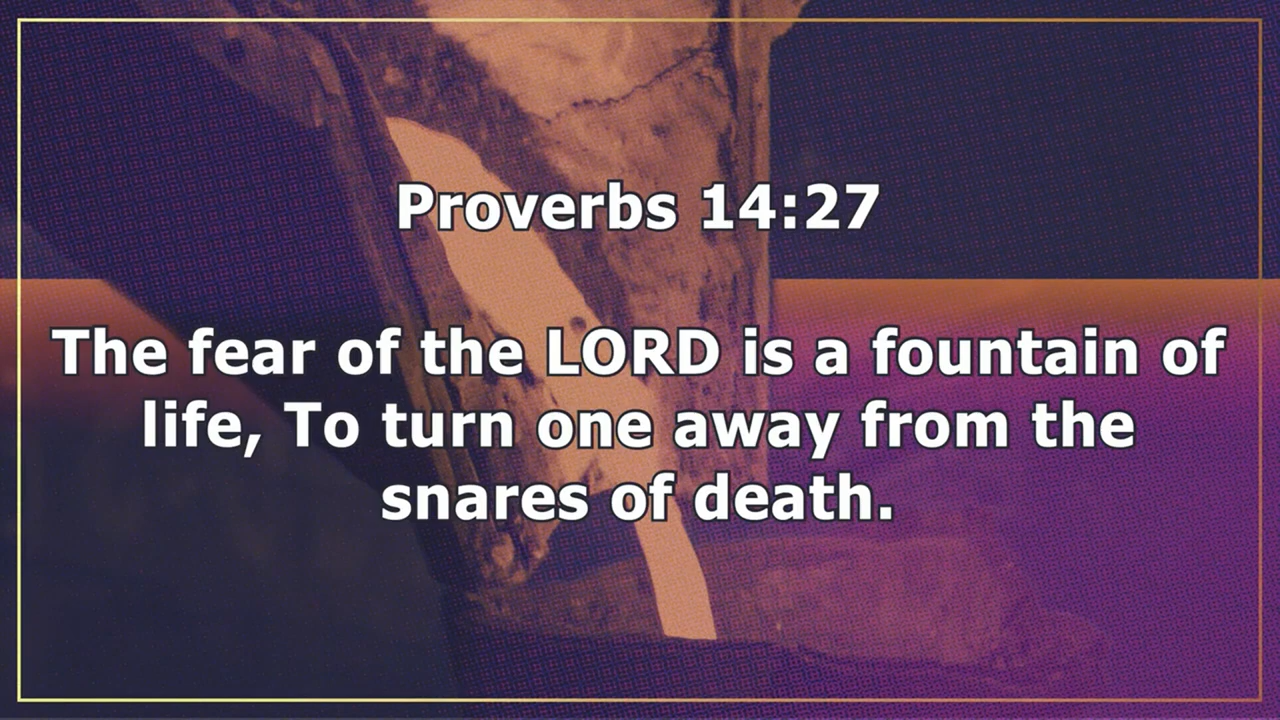 Proverbs 14:27
The fear of the LORD is a fountain of
life, To turn one away from the
snares of death.